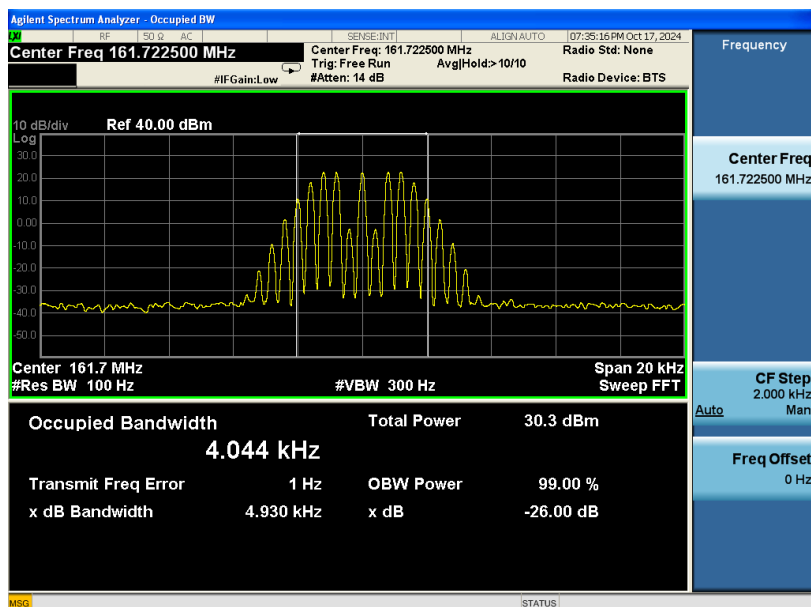 Agilent Spectrum Analyzer - Occupied BW
LXI RF 50 Ω AC SENSE:INT ALIGN AUTO 07:35:16 PM Oct 17, 2024
Center Freq 161.722500 MHz
Center Freq: 161.722500 MHz Radio Std: None
Trig: Free Run Avg|Hold:> 10/10
#IFGain:Low #Atten: 14 dB Radio Device: BTS
10 dB/div Ref 40.00 dBm
Log
30.0
20.0
10.0
0.00
-10.0
-20.0
-30.0
-40.0
-50.0
Center 161.7 MHz Span 20 kHz
#Res BW 100 Hz #VBW 300 Hz Sweep FFT
Occupied Bandwidth Total Power 30.3 dBm
4.044 kHz
Transmit Freq Error 1 Hz OBW Power 99.00 %
x dB Bandwidth 4.930 kHz x dB -26.00 dB
Frequency
Center Freq
161.722500 MHz
CF Step
2.000 kHz
Auto Man
Freq Offset
0 Hz
MSG STATUS